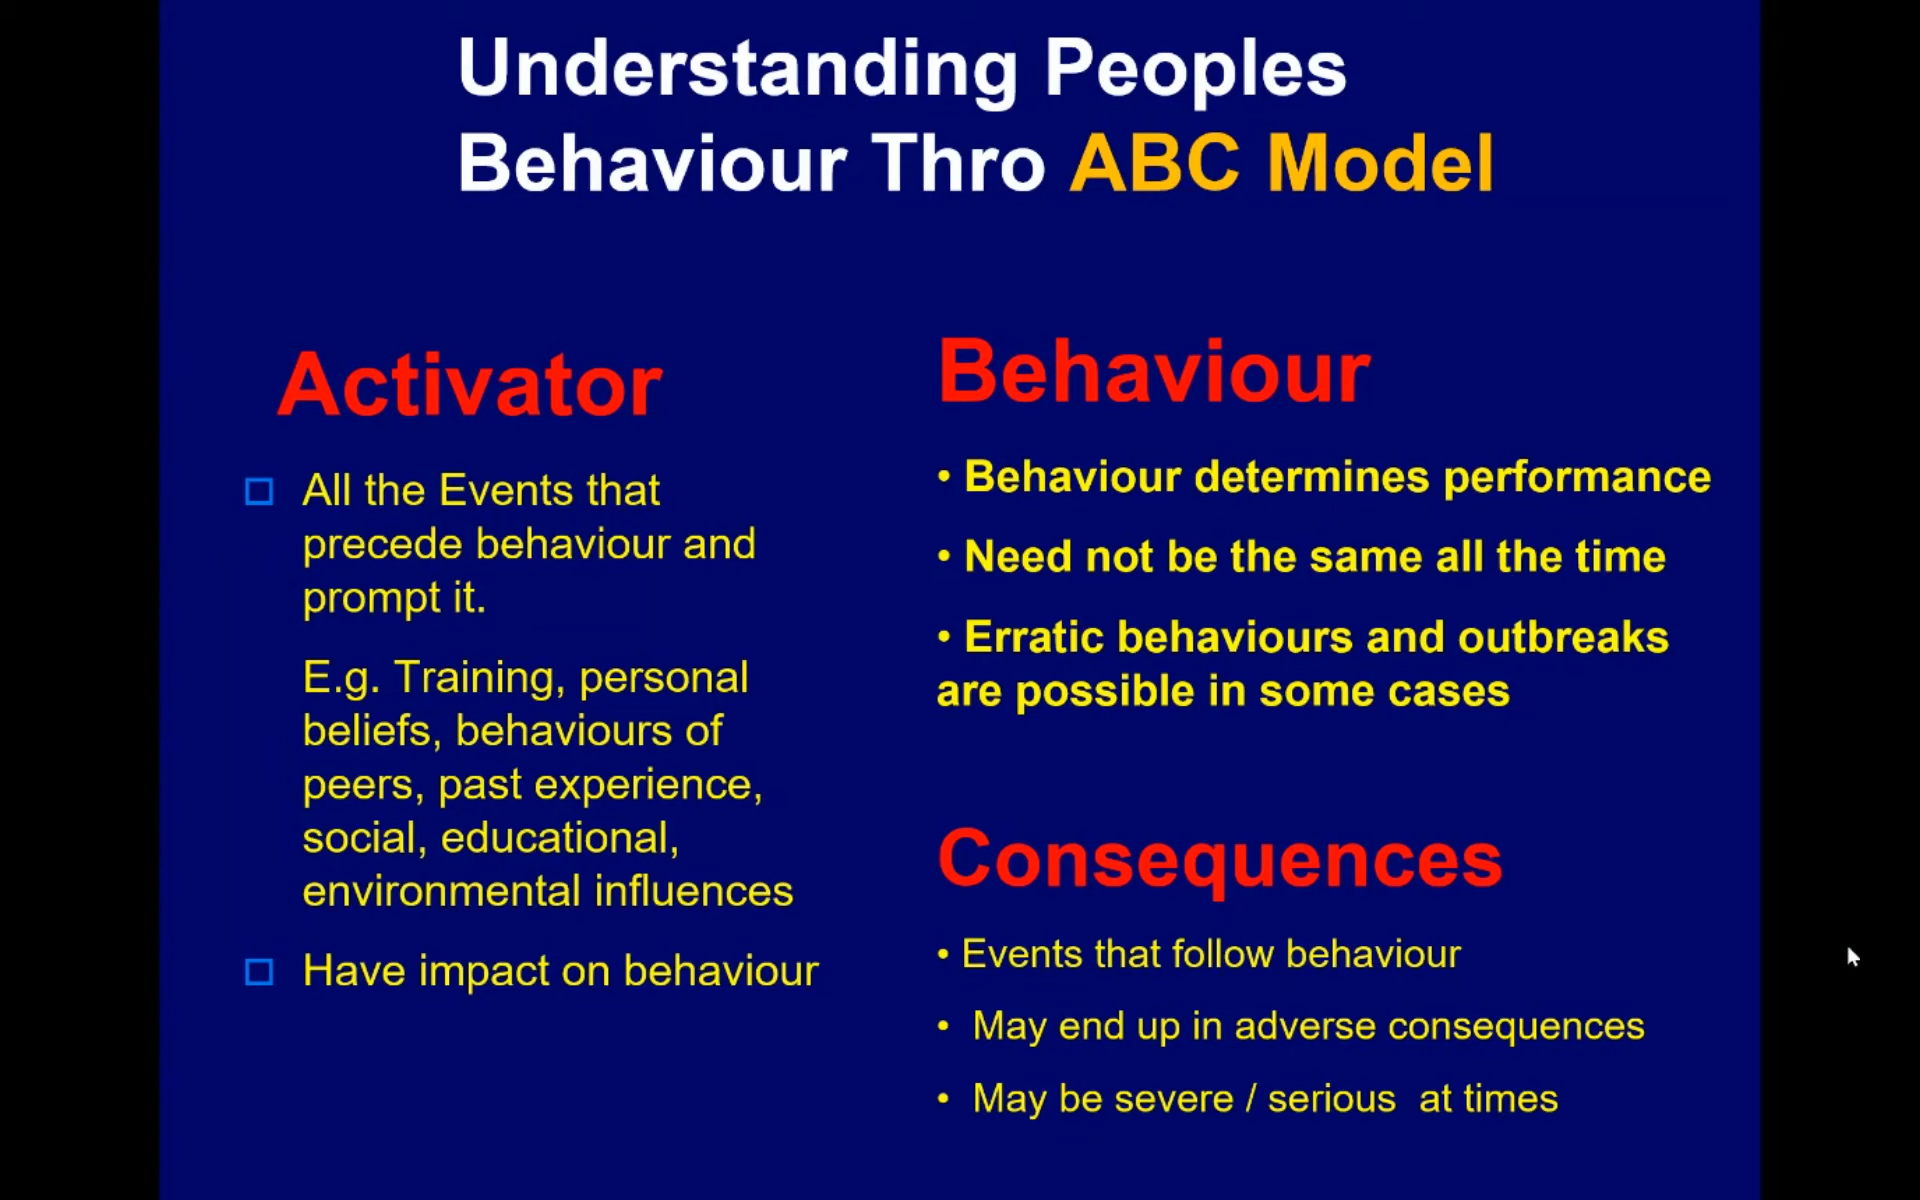 Understanding Peoples
Behaviour Thro ABC Model
Activator
All the Events that
precede behaviour and
prompt it.
E.g. Training, personal
beliefs, behaviours of
peers, past experience,
social, educational,
environmental influences
Have impact on behaviour
Behaviour
• Behaviour determines performance
• Need not be the same all the time
• Erratic behaviours and outbreaks
are possible in some cases
Consequences
• Events that follow behaviour
• May end up in adverse consequences
• May be severe / serious at times